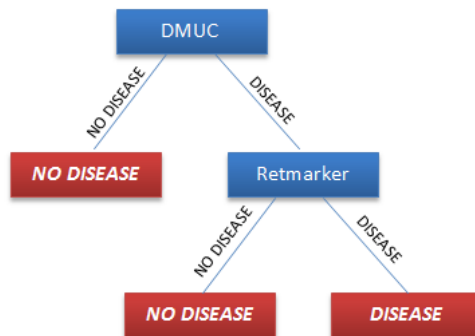 DMUC
NO DISEASE
DISEASE
NO DISEASE
Retmarker
NO DISEASE
DISEASE
NO DISEASE
DISEASE